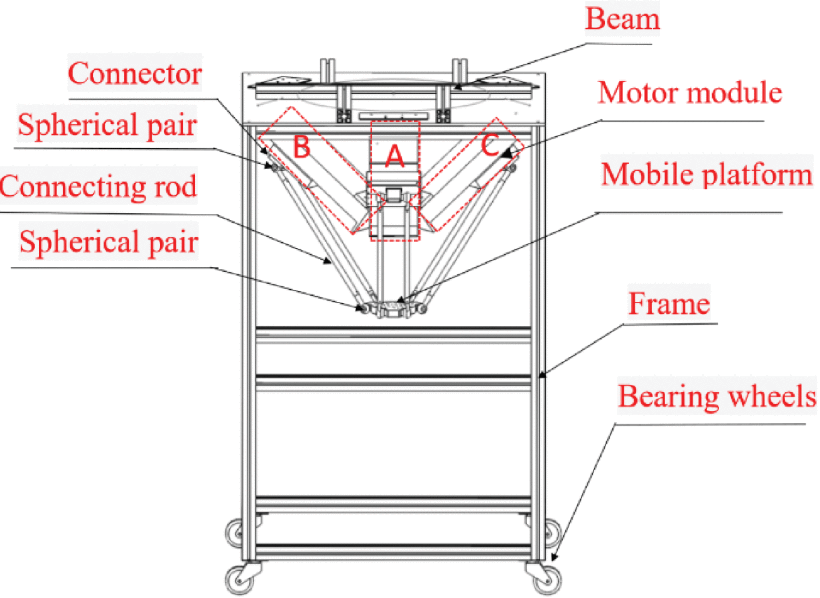 Beam
Connector
Motor module
Spherical pair
B
A
C
Connecting rod
Mobile platform
Spherical pair
Frame
Bearing wheels